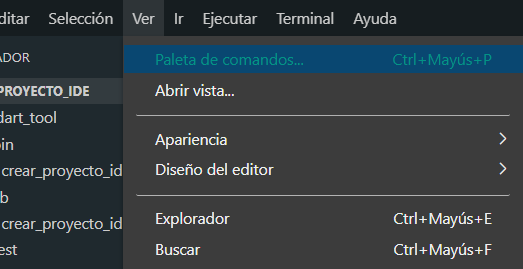 ditar Selección Ver Ir Ejecutar Terminal Ayuda
ADOR
PROYECTO_IDE
dart_tool
in
crear_proyecto_id
b
crear_proyecto_id
est
Paleta de comandos... Ctrl+Mayús+P
Abrir vista...
Apariencia
Diseño del editor
Explorador Ctrl+Mayús+E
Buscar Ctrl+Mayús+F